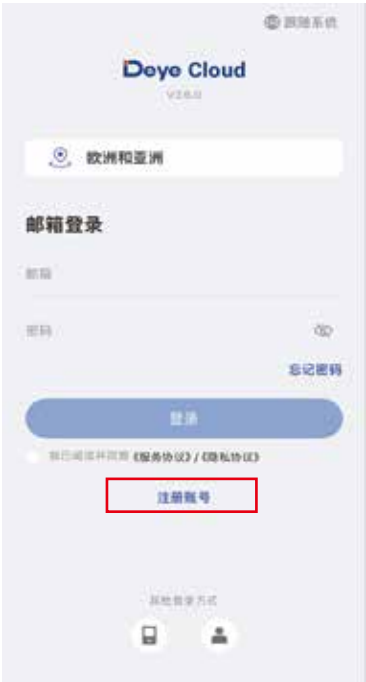 跟随系统
Deye Cloud
V2.6.0
欧洲和亚洲
邮箱登录
邮箱
密码
忘记密码
登录
我已阅读并同意《服务协议》/《隐私协议》
注册账号
其他登录方式